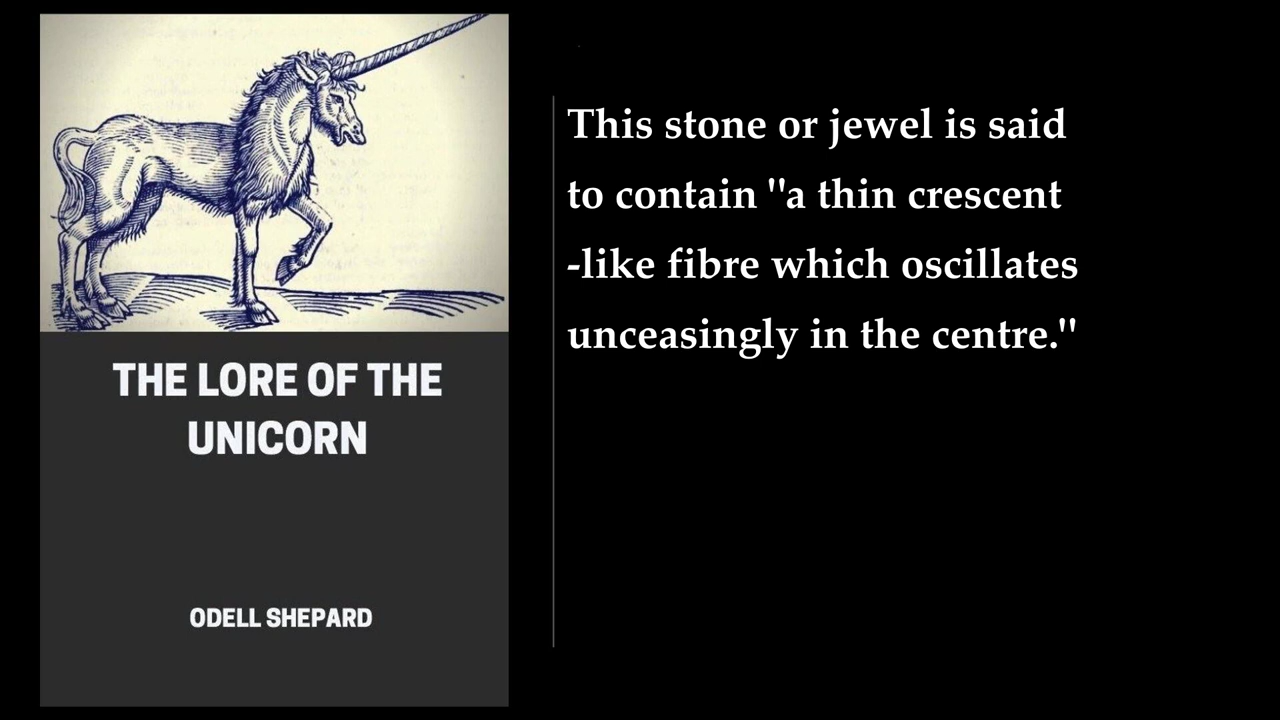 THE LORE OF THE
UNICORN
ODELL SHEPARD
This stone or jewel is said
to contain "a thin crescent
-like fibre which oscillates
unceasingly in the centre."